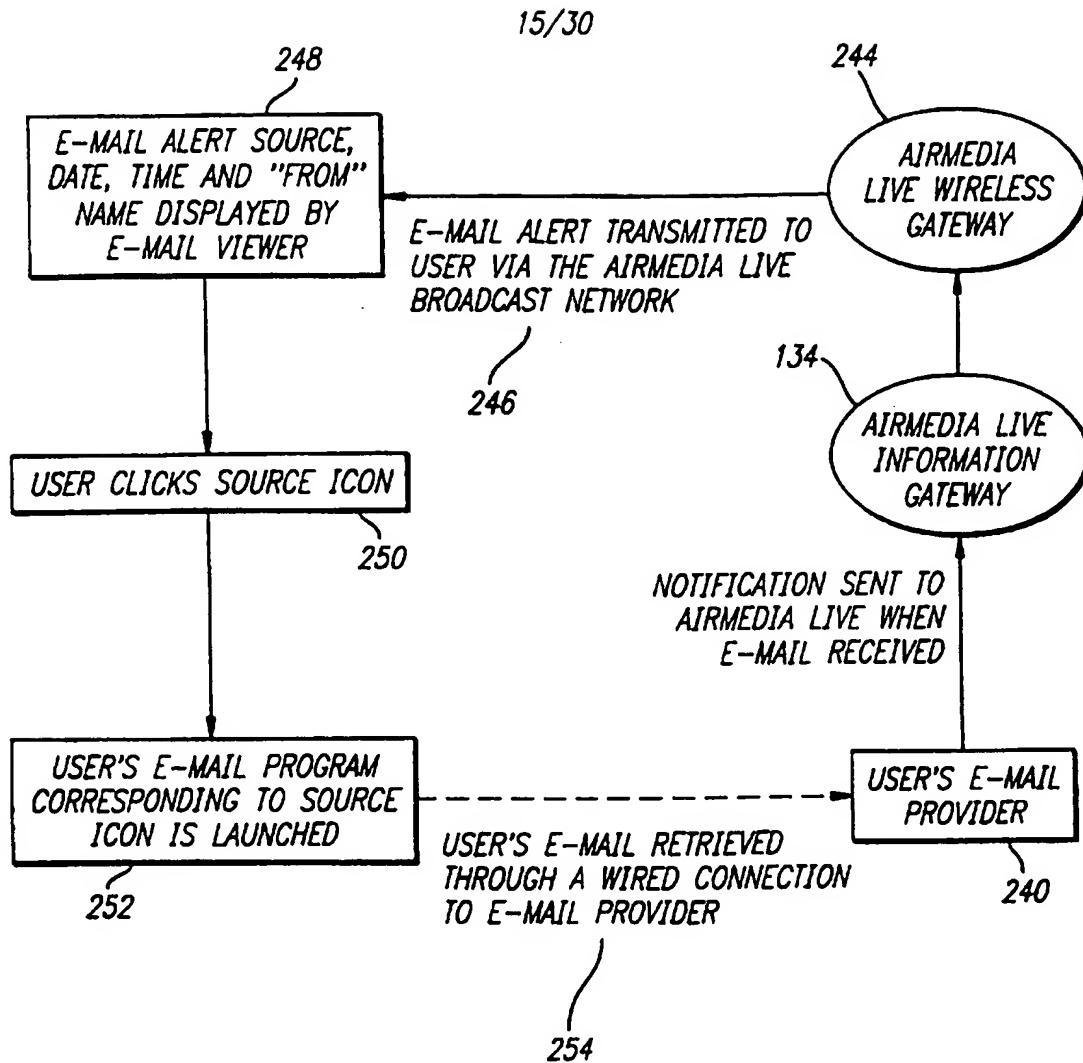 15/30
248
E-MAIL ALERT SOURCE,
DATE, TIME AND "FROM"
NAME DISPLAYED BY
E-MAIL VIEWER
244
AIRMEDIA
LIVE WIRELESS
GATEWAY
E-MAIL ALERT TRANSMITTED TO
USER VIA THE AIRMEDIA LIVE
BROADCAST NETWORK
246
134
AIRMEDIA LIVE
INFORMATION
GATEWAY
USER CLICKS SOURCE ICON
250
NOTIFICATION SENT TO
AIRMEDIA LIVE WHEN
E-MAIL RECEIVED
USER'S E-MAIL PROGRAM
CORRESPONDING TO SOURCE
ICON IS LAUNCHED
252
USER'S E-MAIL
PROVIDER
240
USER'S E-MAIL RETRIEVED
THROUGH A WIRED CONNECTION
TO E-MAIL PROVIDER
254